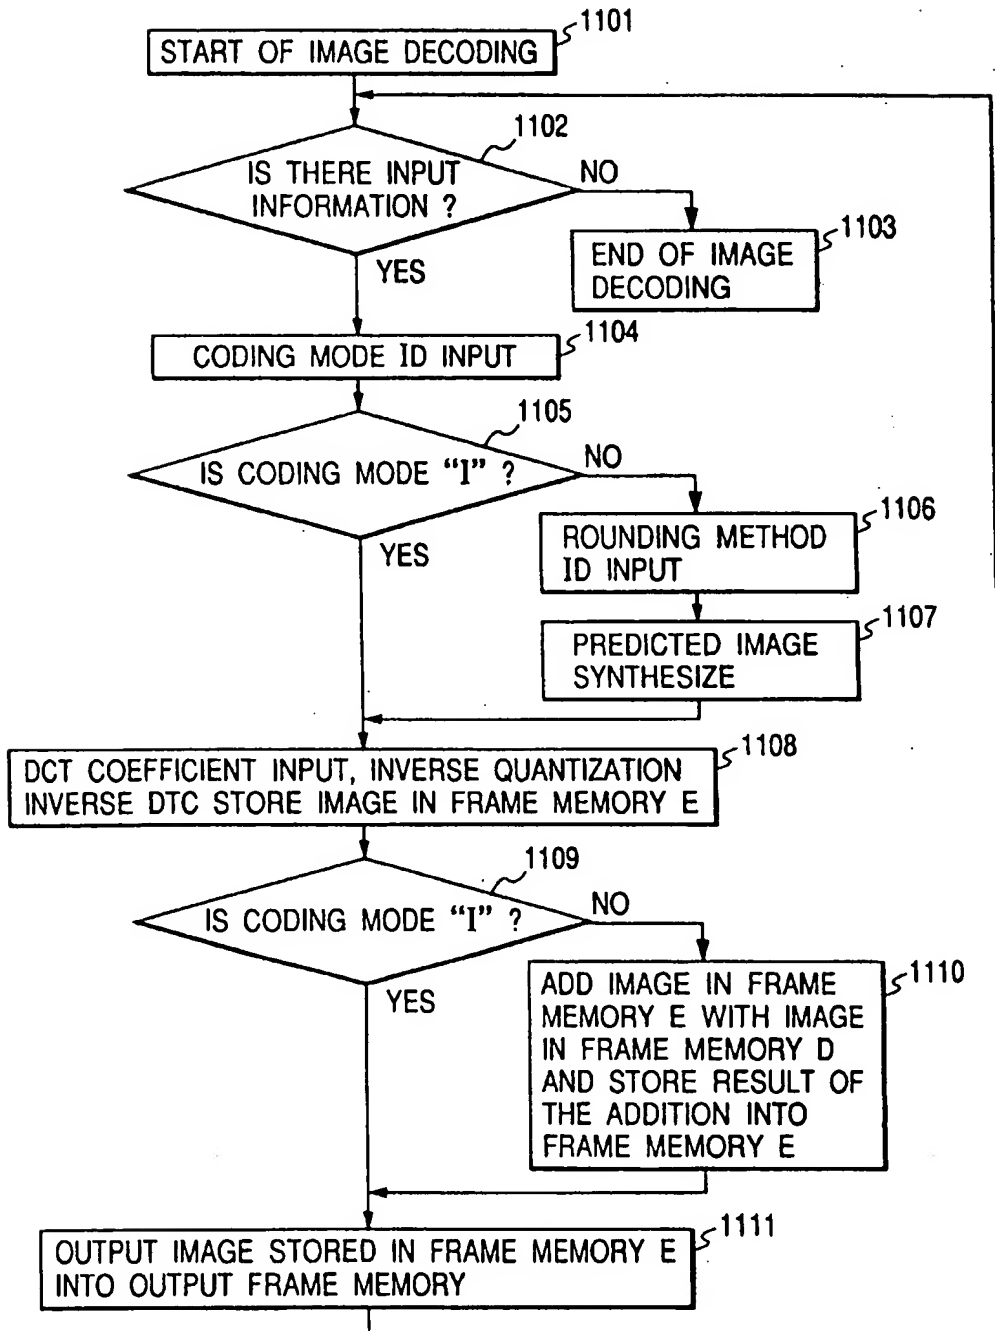 1101
START OF IMAGE DECODING
1102
IS THERE INPUT
INFORMATION ?
NO
YES
1103
END OF IMAGE
DECODING
1104
CODING MODE ID INPUT
1105
IS CODING MODE “I” ?
NO
YES
1106
ROUNDING METHOD
ID INPUT
1107
PREDICTED IMAGE
SYNTHESIZE
1108
DCT COEFFICIENT INPUT, INVERSE QUANTIZATION
INVERSE DTC STORE IMAGE IN FRAME MEMORY E
1109
IS CODING MODE “I” ?
NO
YES
1110
ADD IMAGE IN FRAME
MEMORY E WITH IMAGE
IN FRAME MEMORY D
AND STORE RESULT OF
THE ADDITION INTO
FRAME MEMORY E
1111
OUTPUT IMAGE STORED IN FRAME MEMORY E
INTO OUTPUT FRAME MEMORY